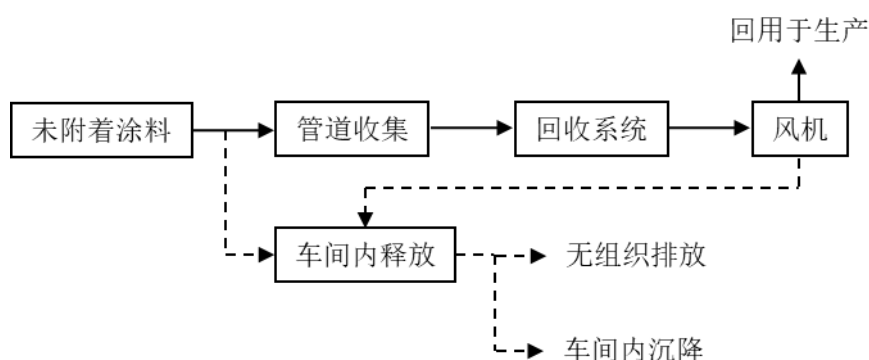 回用于生产
未附着涂料
管道收集
回收系统
风机
车间内释放
无组织排放
车间内沉降